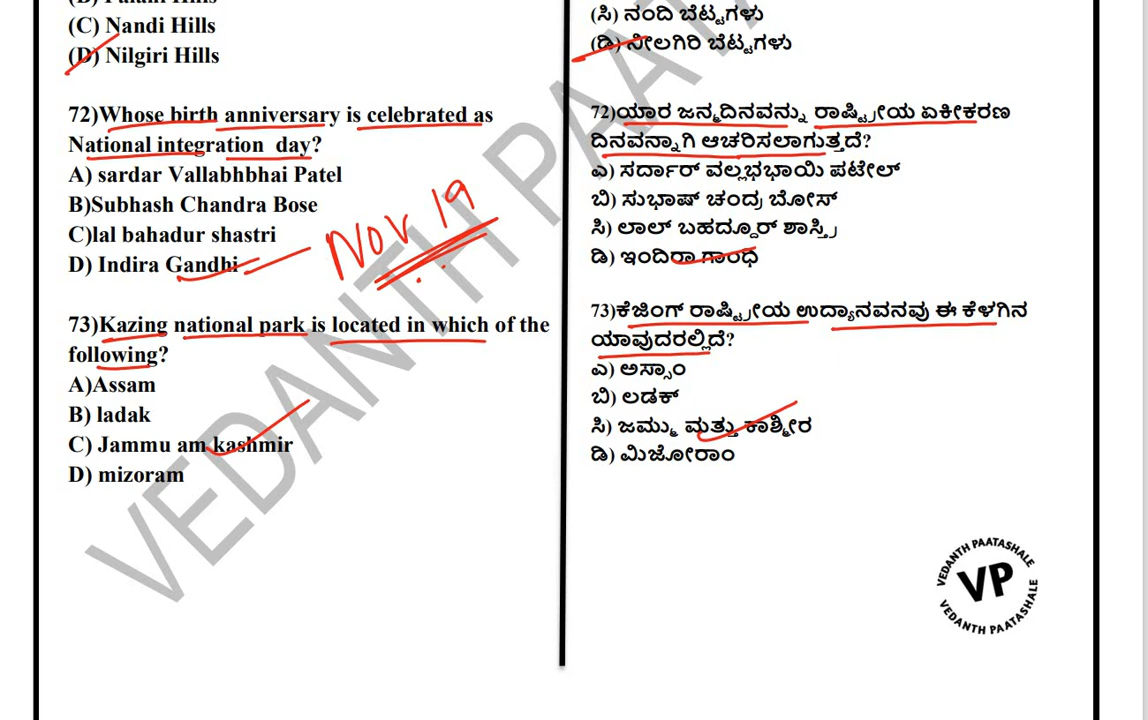 (C) Nandi Hills
(D) Nilgiri Hills
72)Whose birth anniversary is celebrated as
National integration day?
A) sardar Vallabhbhai Patel
B)Subhash Chandra Bose
C)lal bahadur shastri
D) Indira Gandhi
Nov 19
73)Kazing national park is located in which of the
following?
A)Assam
B) ladak
C) Jammu am kashmir
D) mizoram
(ಸಿ) ನಂದಿ ಬೆಟ್ಟಗಳು
(ಡಿ) ನೀಲಗಿರಿ ಬೆಟ್ಟಗಳು
72)ಯಾರ ಜನ್ಮದಿನವನ್ನು ರಾಷ್ಟ್ರೀಯ ಏಕೀಕರಣ
ದಿನವನ್ನಾಗಿ ಆಚರಿಸಲಾಗುತ್ತದೆ?
ಎ) ಸರ್ದಾರ್ ವಲ್ಲಭಭಾಯಿ ಪಟೇಲ್
ಬಿ) ಸುಭಾಷ್ ಚಂದ್ರ ಬೋಸ್
ಸಿ) ಲಾಲ್ ಬಹದ್ದೂರ್ ಶಾಸ್ತ್ರಿ
ಡಿ) ಇಂದಿರಾ ಗಾಂಧಿ
73)ಕೆಜಿಂಗ್ ರಾಷ್ಟ್ರೀಯ ಉದ್ಯಾನವನವು ಈ ಕೆಳಗಿನ
ಯಾವುದರಲ್ಲಿದೆ?
ಎ) ಅಸ್ಸಾಂ
ಬಿ) ಲಡಕ್
ಸಿ) ಜಮ್ಮು ಮತ್ತು ಕಾಶ್ಮೀರ
ಡಿ) ಮಿಜೋರಾಂ
VEDANTH PAATASHALE
VP
VEDANTH PAATASHALE
VEDANTH PAATA